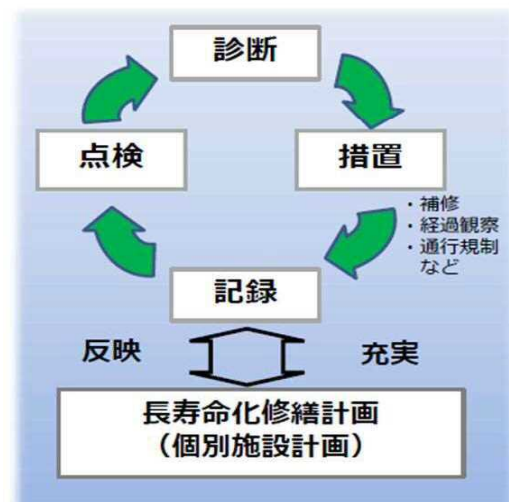 診断
点検
措置
・補修
・経過観察
・通行規制
など
記録
反映
充実
長寿命化修繕計画
（個別施設計画）